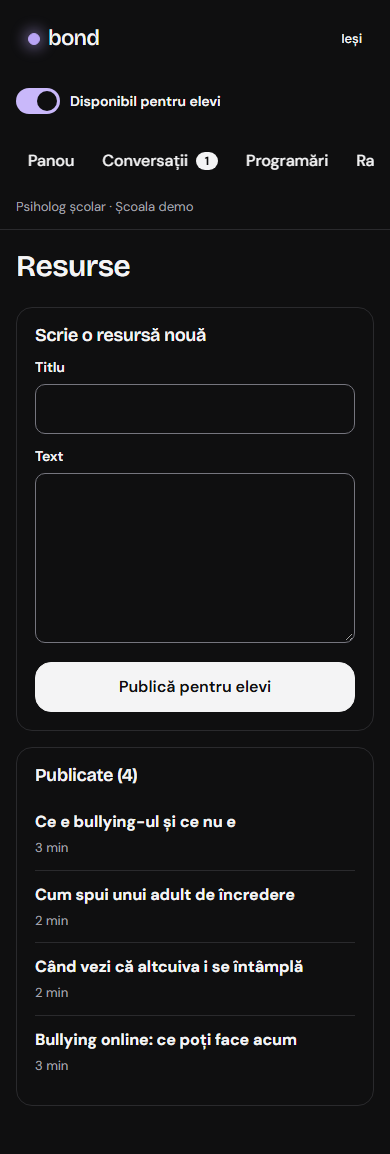 bond
Ieși
Disponibil pentru elevi
Panou Conversații 1 Programări Ra
Psiholog școlar · Școala demo
Resurse
Scrie o resursă nouă
Titlu
Text
Publică pentru elevi
Publicate (4)
Ce e bullying-ul și ce nu e
3 min
Cum spui unui adult de încredere
2 min
Când vezi că altcuiva i se întâmplă
2 min
Bullying online: ce poți face acum
3 min